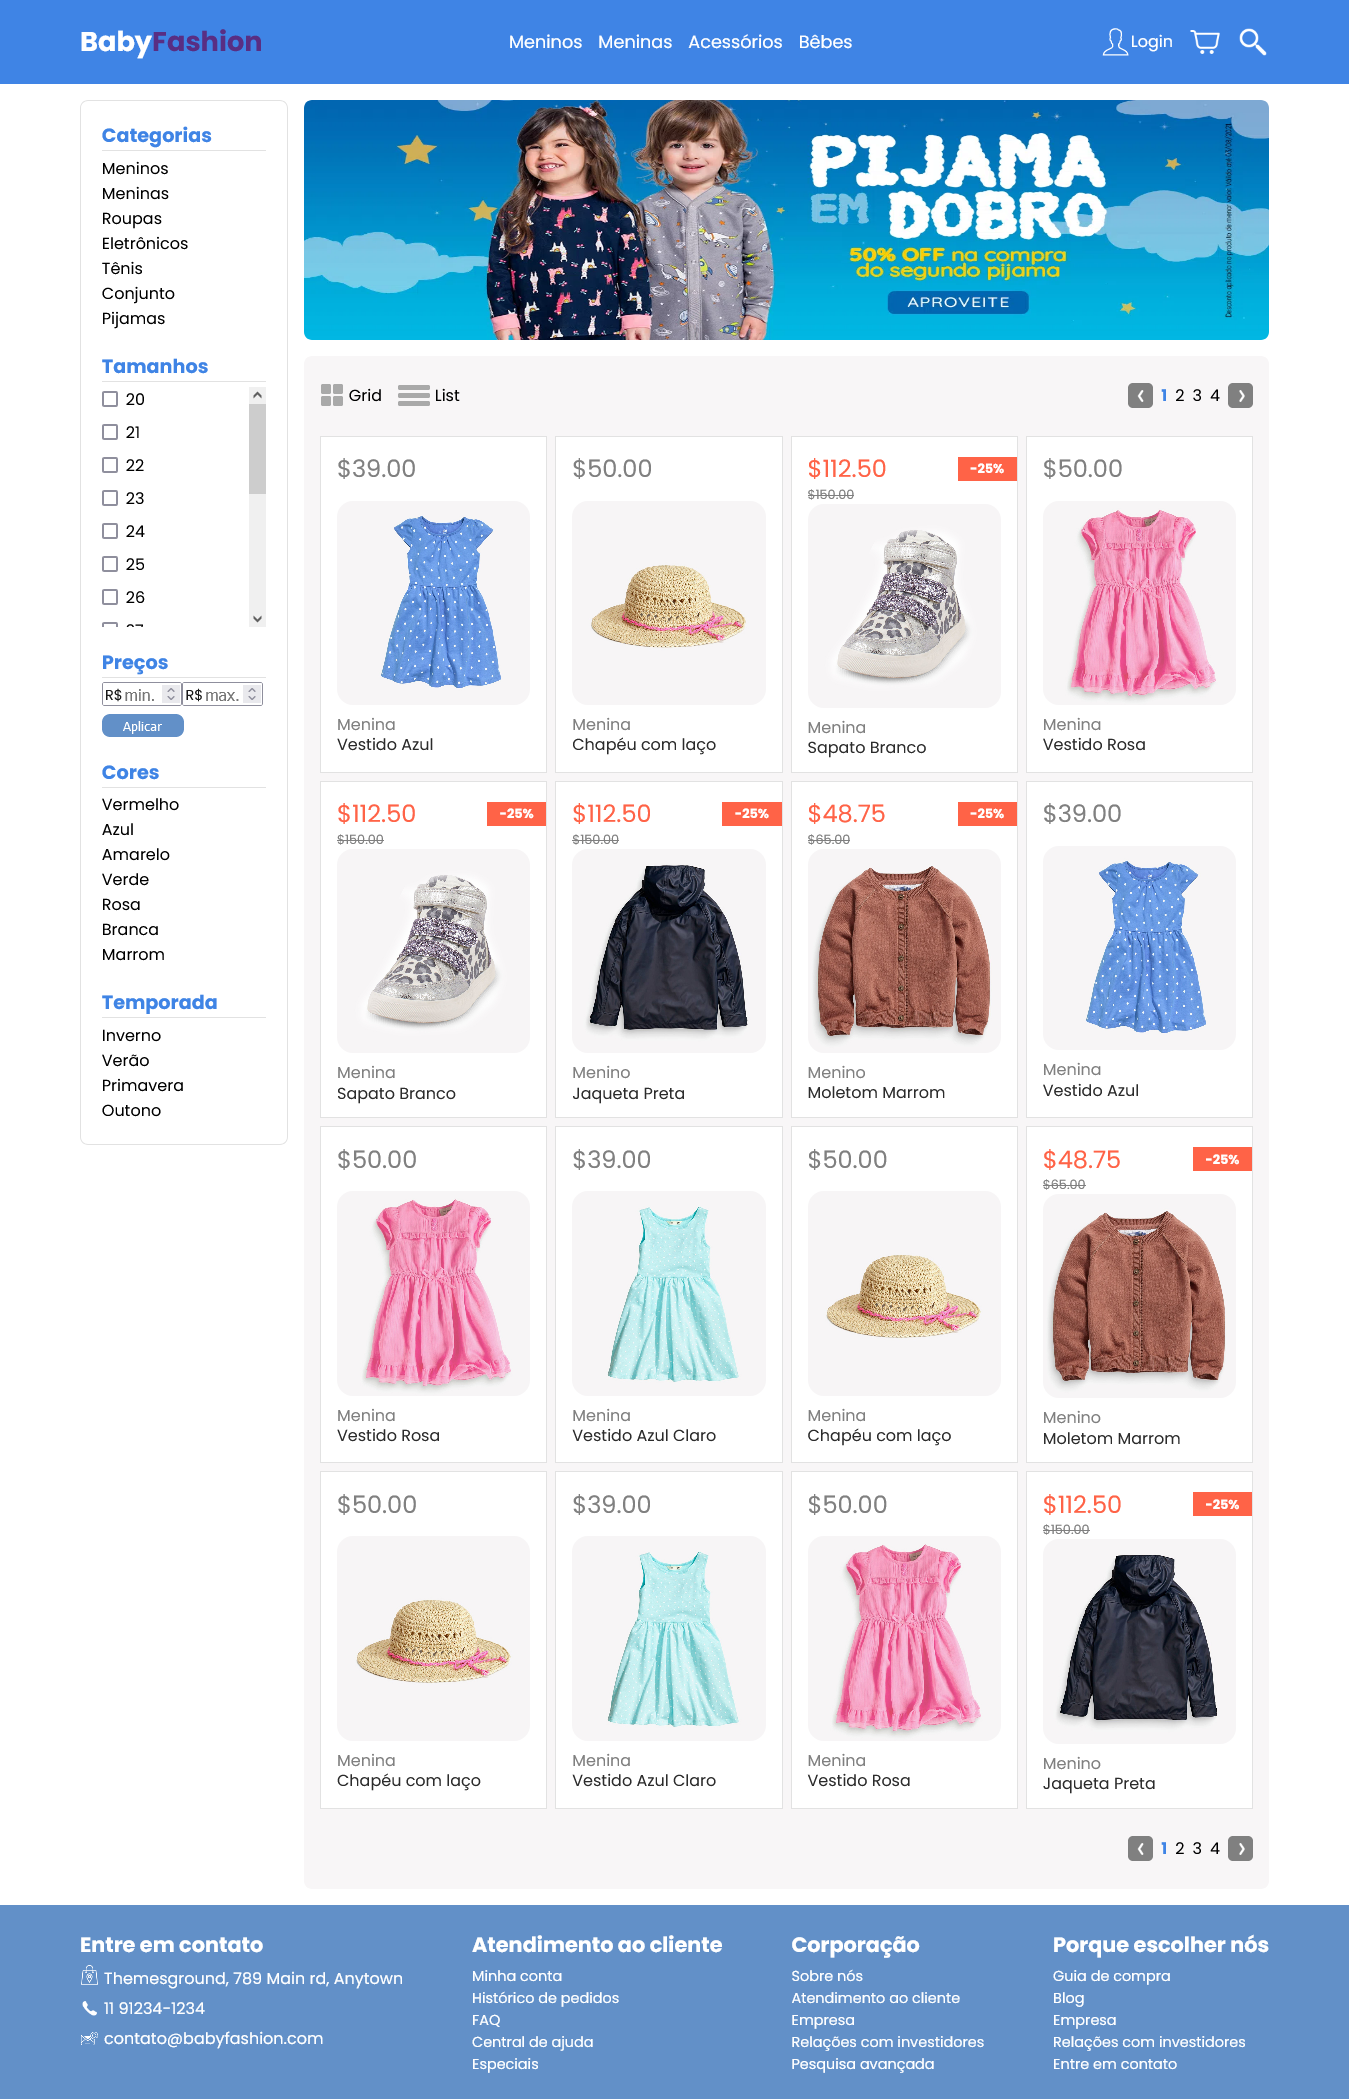 BabyFashion
Meninos Meninas Acessórios Bêbes
Login
Categorias
Meninos
Meninas
Roupas
Eletrônicos
Tênis
Conjunto
Pijamas
Tamanhos
20
21
22
23
24
25
26
Preços
R$ min. R$ max.
Aplicar
Cores
Vermelho
Azul
Amarelo
Verde
Rosa
Branca
Marrom
Temporada
Inverno
Verão
Primavera
Outono
PIJAMA
EM DOBRO
50% OFF na compra
do segundo pijama
APROVEITE
Grid List
1 2 3 4
$39.00
Menina
Vestido Azul
$50.00
Menina
Chapéu com laço
$112.50 -25%
$150.00
Menina
Sapato Branco
$50.00
Menina
Vestido Rosa
$112.50 -25%
$150.00
Menina
Sapato Branco
$112.50 -25%
$150.00
Menino
Jaqueta Preta
$48.75 -25%
$65.00
Menino
Moletom Marrom
$39.00
Menina
Vestido Azul
$50.00
Menina
Vestido Rosa
$39.00
Menina
Vestido Azul Claro
$50.00
Menina
Chapéu com laço
$48.75 -25%
$65.00
Menino
Moletom Marrom
$50.00
Menina
Chapéu com laço
$39.00
Menina
Vestido Azul Claro
$50.00
Menina
Vestido Rosa
$112.50 -25%
$150.00
Menino
Jaqueta Preta
1 2 3 4
Entre em contato
Themesground, 789 Main rd, Anytown
11 91234-1234
contato@babyfashion.com
Atendimento ao cliente
Minha conta
Histórico de pedidos
FAQ
Central de ajuda
Especiais
Corporação
Sobre nós
Atendimento ao cliente
Empresa
Relações com investidores
Pesquisa avançada
Porque escolher nós
Guia de compra
Blog
Empresa
Relações com investidores
Entre em contato